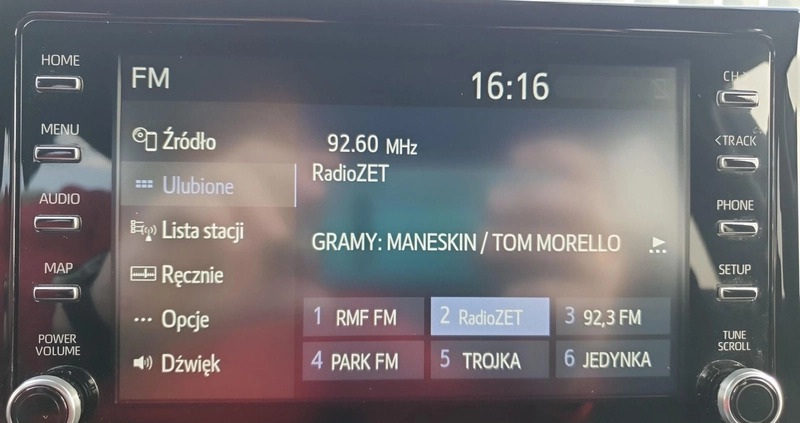 HOME
MENU
AUDIO
MAP
POWER
VOLUME
FM
16:16
Źródło
Ulubione
Lista stacji
Ręcznie
Opcje
Dźwięk
92.60 MHz
RadioZET
GRAMY: MANESKIN / TOM MORELLO
1 RMF FM
2 RadioZET
3 92,3 FM
4 PARK FM
5 TROJKA
6 JEDYNKA
<TRACK
PHONE
SETUP
TUNE
SCROLL